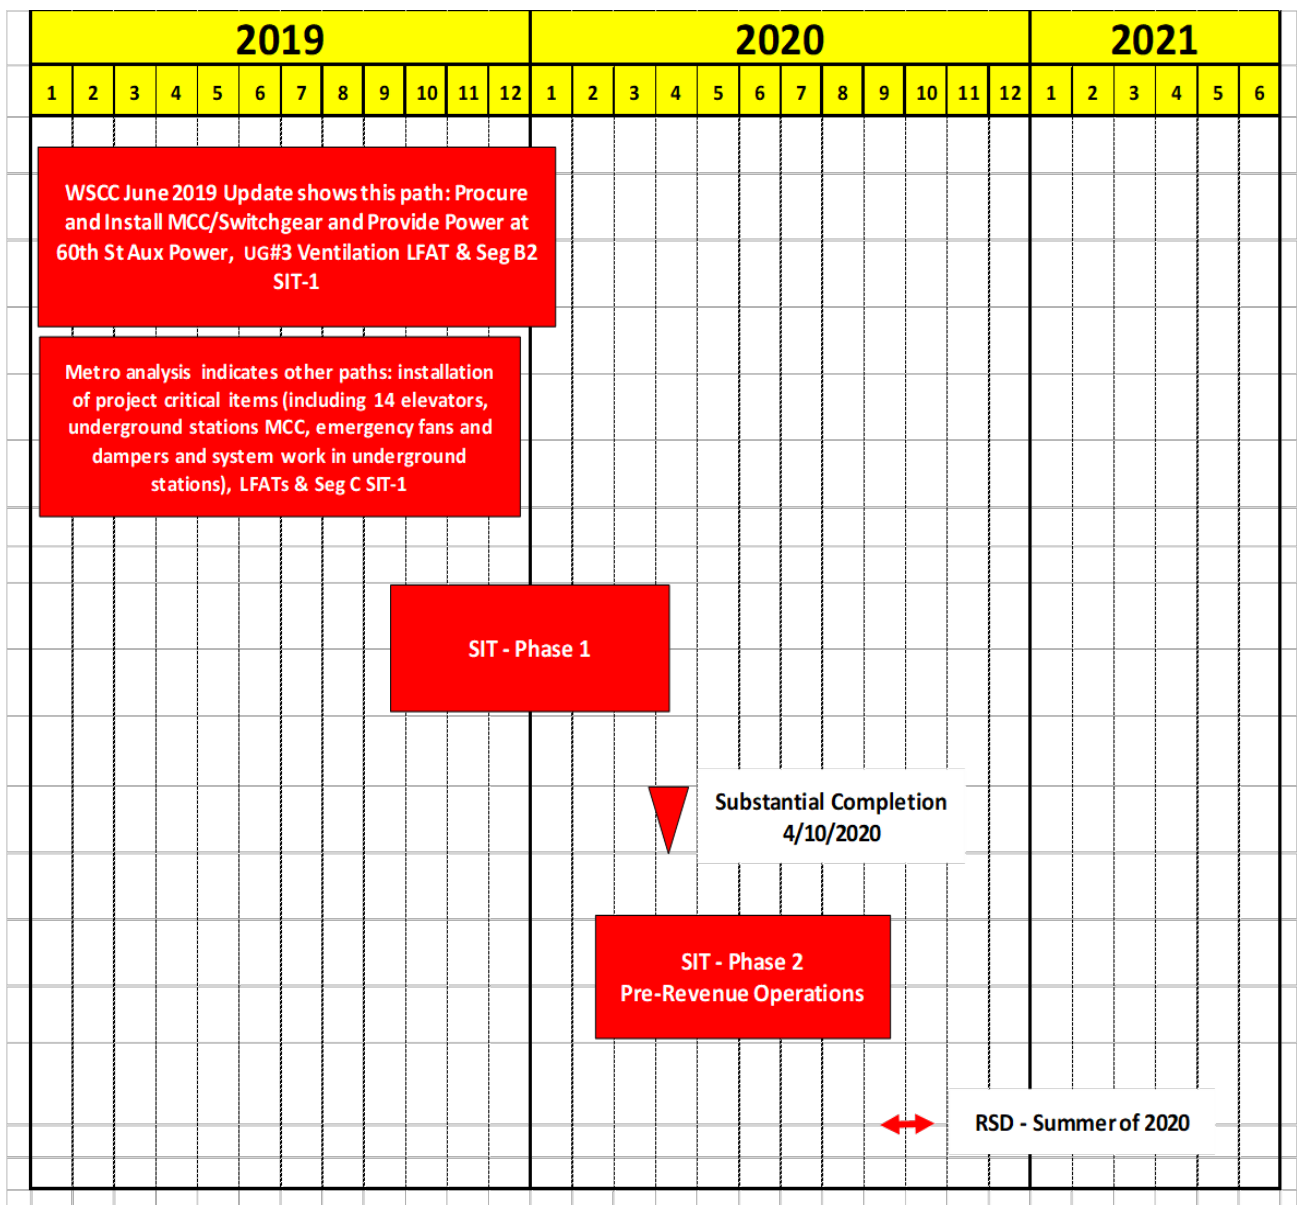 2019 2020 2021
1 2 3 4 5 6 7 8 9 10 11 12 1 2 3 4 5 6 7 8 9 10 11 12 1 2 3 4 5 6
WSCC June 2019 Update shows this path: Procure
and Install MCC/Switchgear and Provide Power at
60th St Aux Power, UG#3 Ventilation LFAT & Seg B2
SIT-1
Metro analysis indicates other paths: installation
of project critical items (including 14 elevators,
underground stations MCC, emergency fans and
dampers and system work in underground
stations), LFATs & Seg C SIT-1
SIT - Phase 1
Substantial Completion
4/10/2020
SIT - Phase 2
Pre-Revenue Operations
RSD - Summer of 2020